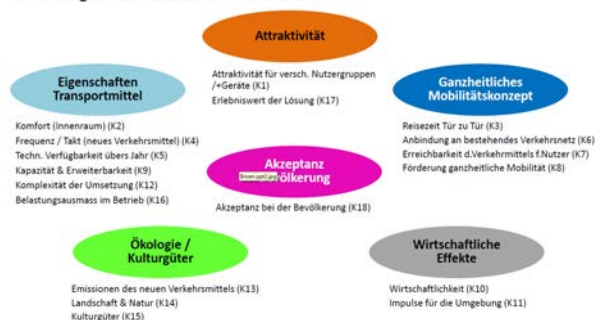 Attraktivität
Attraktivität für versch. Nutzergruppen
/+Geräte (K1)
Erlebniswert der Lösung (K17)
Eigenschaften
Transportmittel
Komfort (Innenraum) (K2)
Frequenz / Takt (neues Verkehrsmittel) (K4)
Techn. Verfügbarkeit übers Jahr (K5)
Kapazität & Erweiterbarkeit (K9)
Komplexität der Umsetzung (K12)
Belastungsausmass im Betrieb (K16)
Ganzheitliches
Mobilitätskonzept
Reisezeit Tür zu Tür (K3)
Anbindung an bestehendes Verkehrsnetz (K6)
Erreichbarkeit d.Verkehrmittels f.Nutzer (K7)
Förderung ganzheitliche Mobilität (K8)
Akzeptanz
völkerung
Akzeptanz bei der Bevölkerung (K18)
Ökologie /
Kulturgüter
Emissionen des neuen Verkehrsmittels (K13)
Landschaft & Natur (K14)
Kulturgüter (K15)
Wirtschaftliche
Effekte
Wirtschaftlichkeit (K10)
Impulse für die Umgebung (K11)